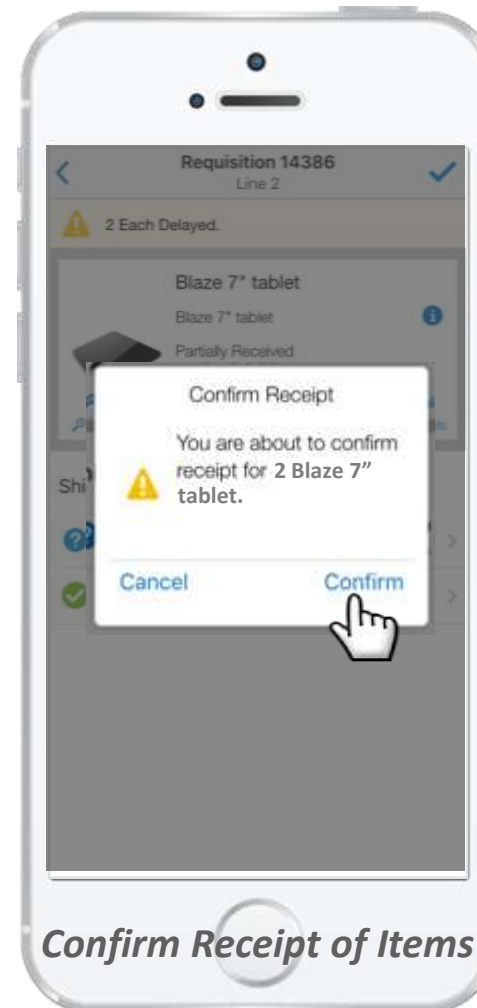 Requisition 14386
Line 2
2 Each Delayed.
Blaze 7" tablet
Blaze 7" tablet
Partially Received
Confirm Receipt
You are about to confirm
receipt for 2 Blaze 7”
tablet.
Shi
Cancel Confirm
Confirm Receipt of Items